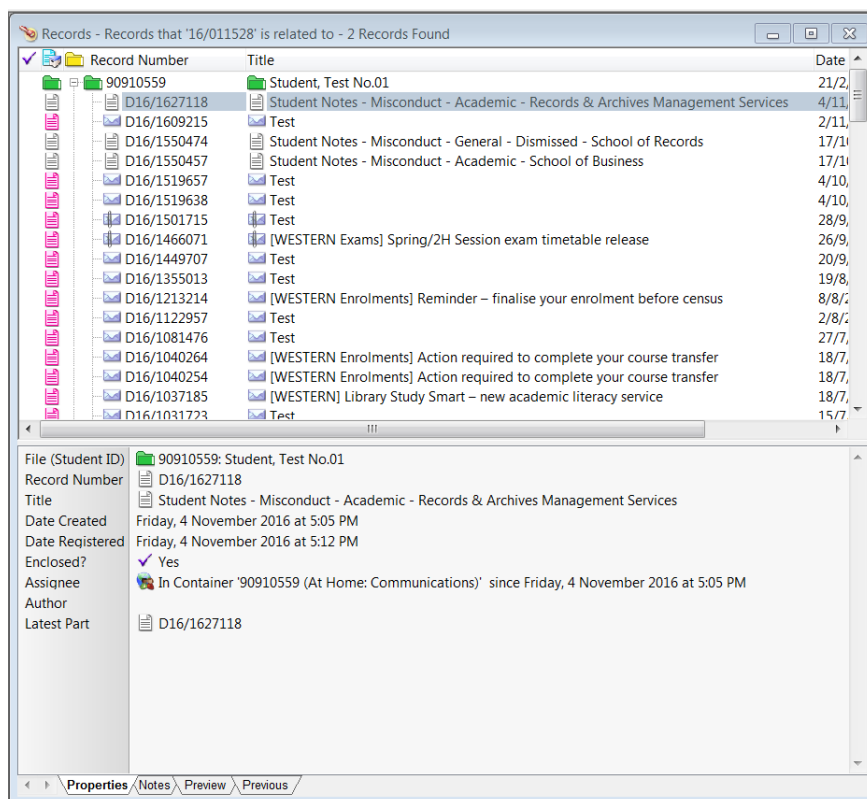 Records - Records that '16/011528' is related to - 2 Records Found
Record Number Title Date
90910559 Student, Test No.01 21/2,
D16/1627118 Student Notes - Misconduct - Academic - Records & Archives Management Services 4/11,
D16/1609215 Test 2/11,
D16/1550474 Student Notes - Misconduct - General - Dismissed - School of Records 17/1
D16/1550457 Student Notes - Misconduct - Academic - School of Business 17/1
D16/1519657 Test 4/10,
D16/1519638 Test 4/10,
D16/1501715 Test 28/9,
D16/1466071 [WESTERN Exams] Spring/2H Session exam timetable release 26/9,
D16/1449707 Test 20/9,
D16/1355013 Test 19/8,
D16/1213214 [WESTERN Enrolments] Reminder – finalise your enrolment before census 8/8/
D16/1122957 Test 2/8/
D16/1081476 Test 27/7,
D16/1040264 [WESTERN Enrolments] Action required to complete your course transfer 18/7,
D16/1040254 [WESTERN Enrolments] Action required to complete your course transfer 18/7,
D16/1037185 [WESTERN] Library Study Smart – new academic literacy service 18/7,
D16/1031723 Test 15/7
File (Student ID) 90910559: Student, Test No.01
Record Number D16/1627118
Title Student Notes - Misconduct - Academic - Records & Archives Management Services
Date Created Friday, 4 November 2016 at 5:05 PM
Date Registered Friday, 4 November 2016 at 5:12 PM
Enclosed? Yes
Assignee In Container '90910559 (At Home: Communications)' since Friday, 4 November 2016 at 5:05 PM
Author
Latest Part D16/1627118
Properties Notes Preview Previous